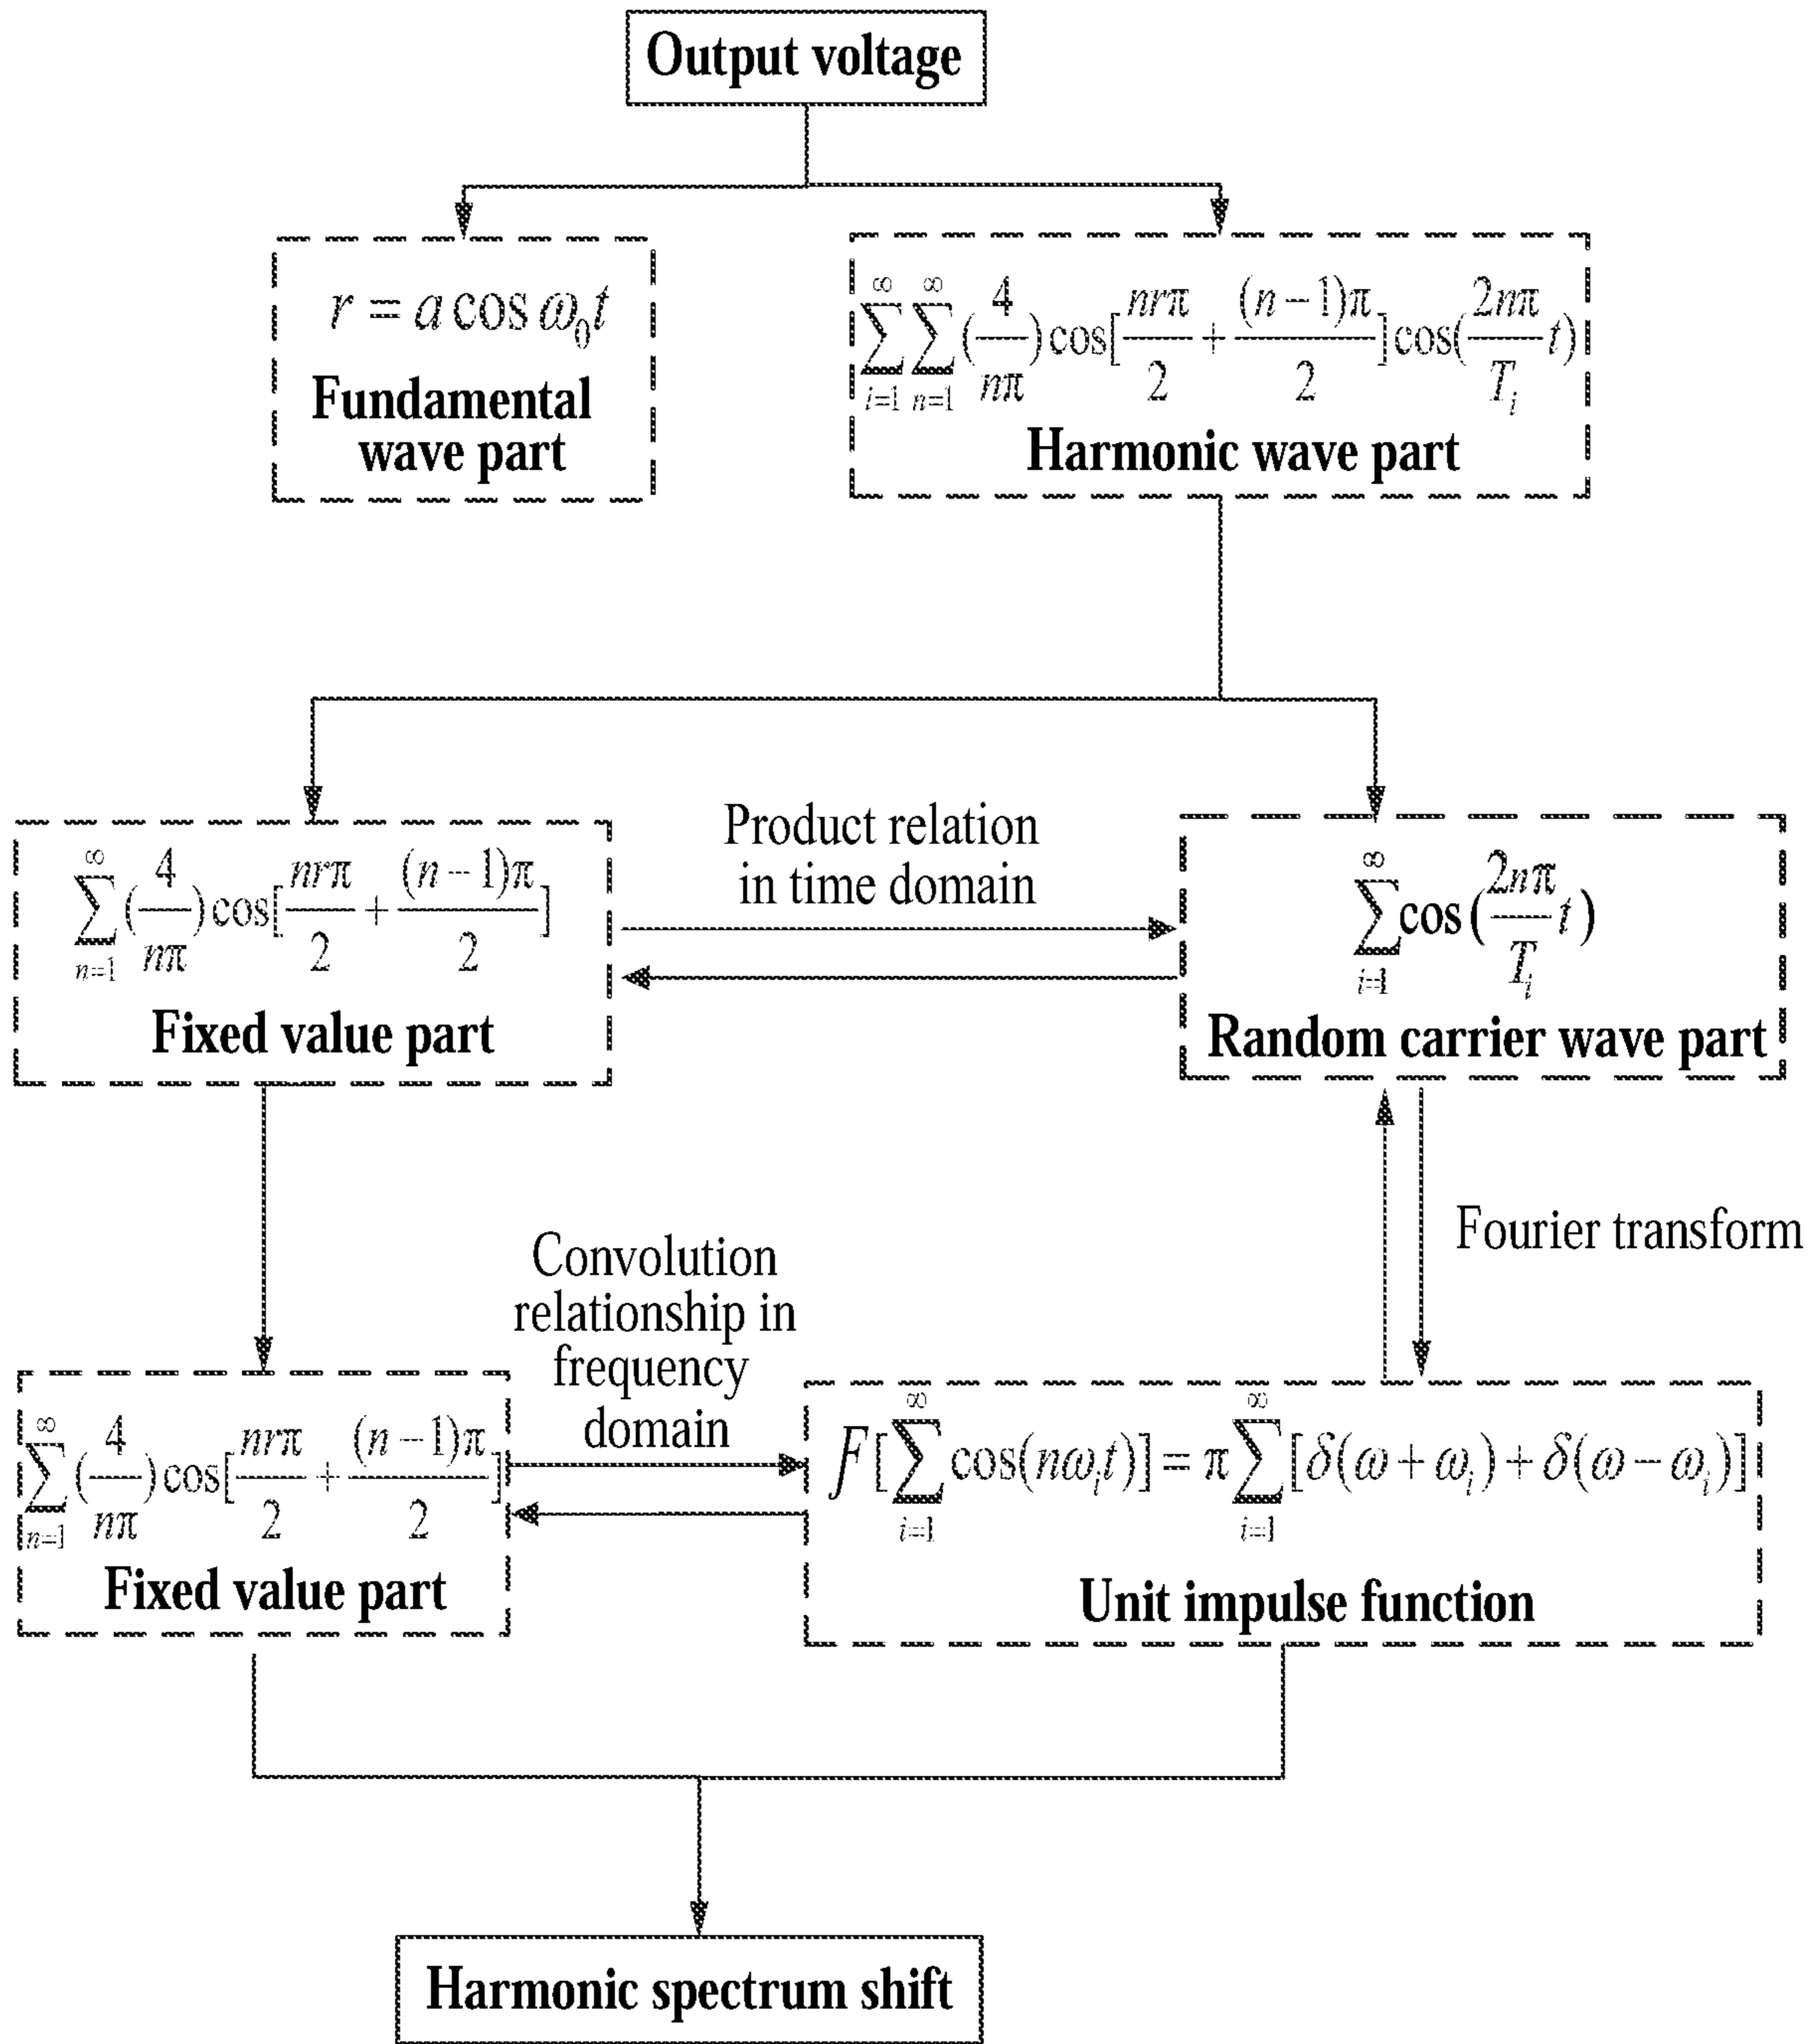 Output voltage
r = a cos ω₀t
Fundamental
wave part
∑_{i=1}^{∞} ∑_{n=1}^{∞} (4/nπ) cos[nrπ/2 + (n−1)π/2] cos(2nπ/T_i t)
Harmonic wave part
∑_{n=1}^{∞} (4/nπ) cos[nrπ/2 + (n−1)π/2]
Fixed value part
Product relation
in time domain
∑_{i=1}^{∞} cos(2nπ/T_i t)
Random carrier wave part
Fourier transform
Convolution
relationship in
frequency
domain
∑_{n=1}^{∞} (4/nπ) cos[nrπ/2 + (n−1)π/2]
Fixed value part
F[∑_{i=1}^{∞} cos(nω_i t)] = π ∑_{i=1}^{∞} [δ(ω + ω_i) + δ(ω − ω_i)]
Unit impulse function
Harmonic spectrum shift